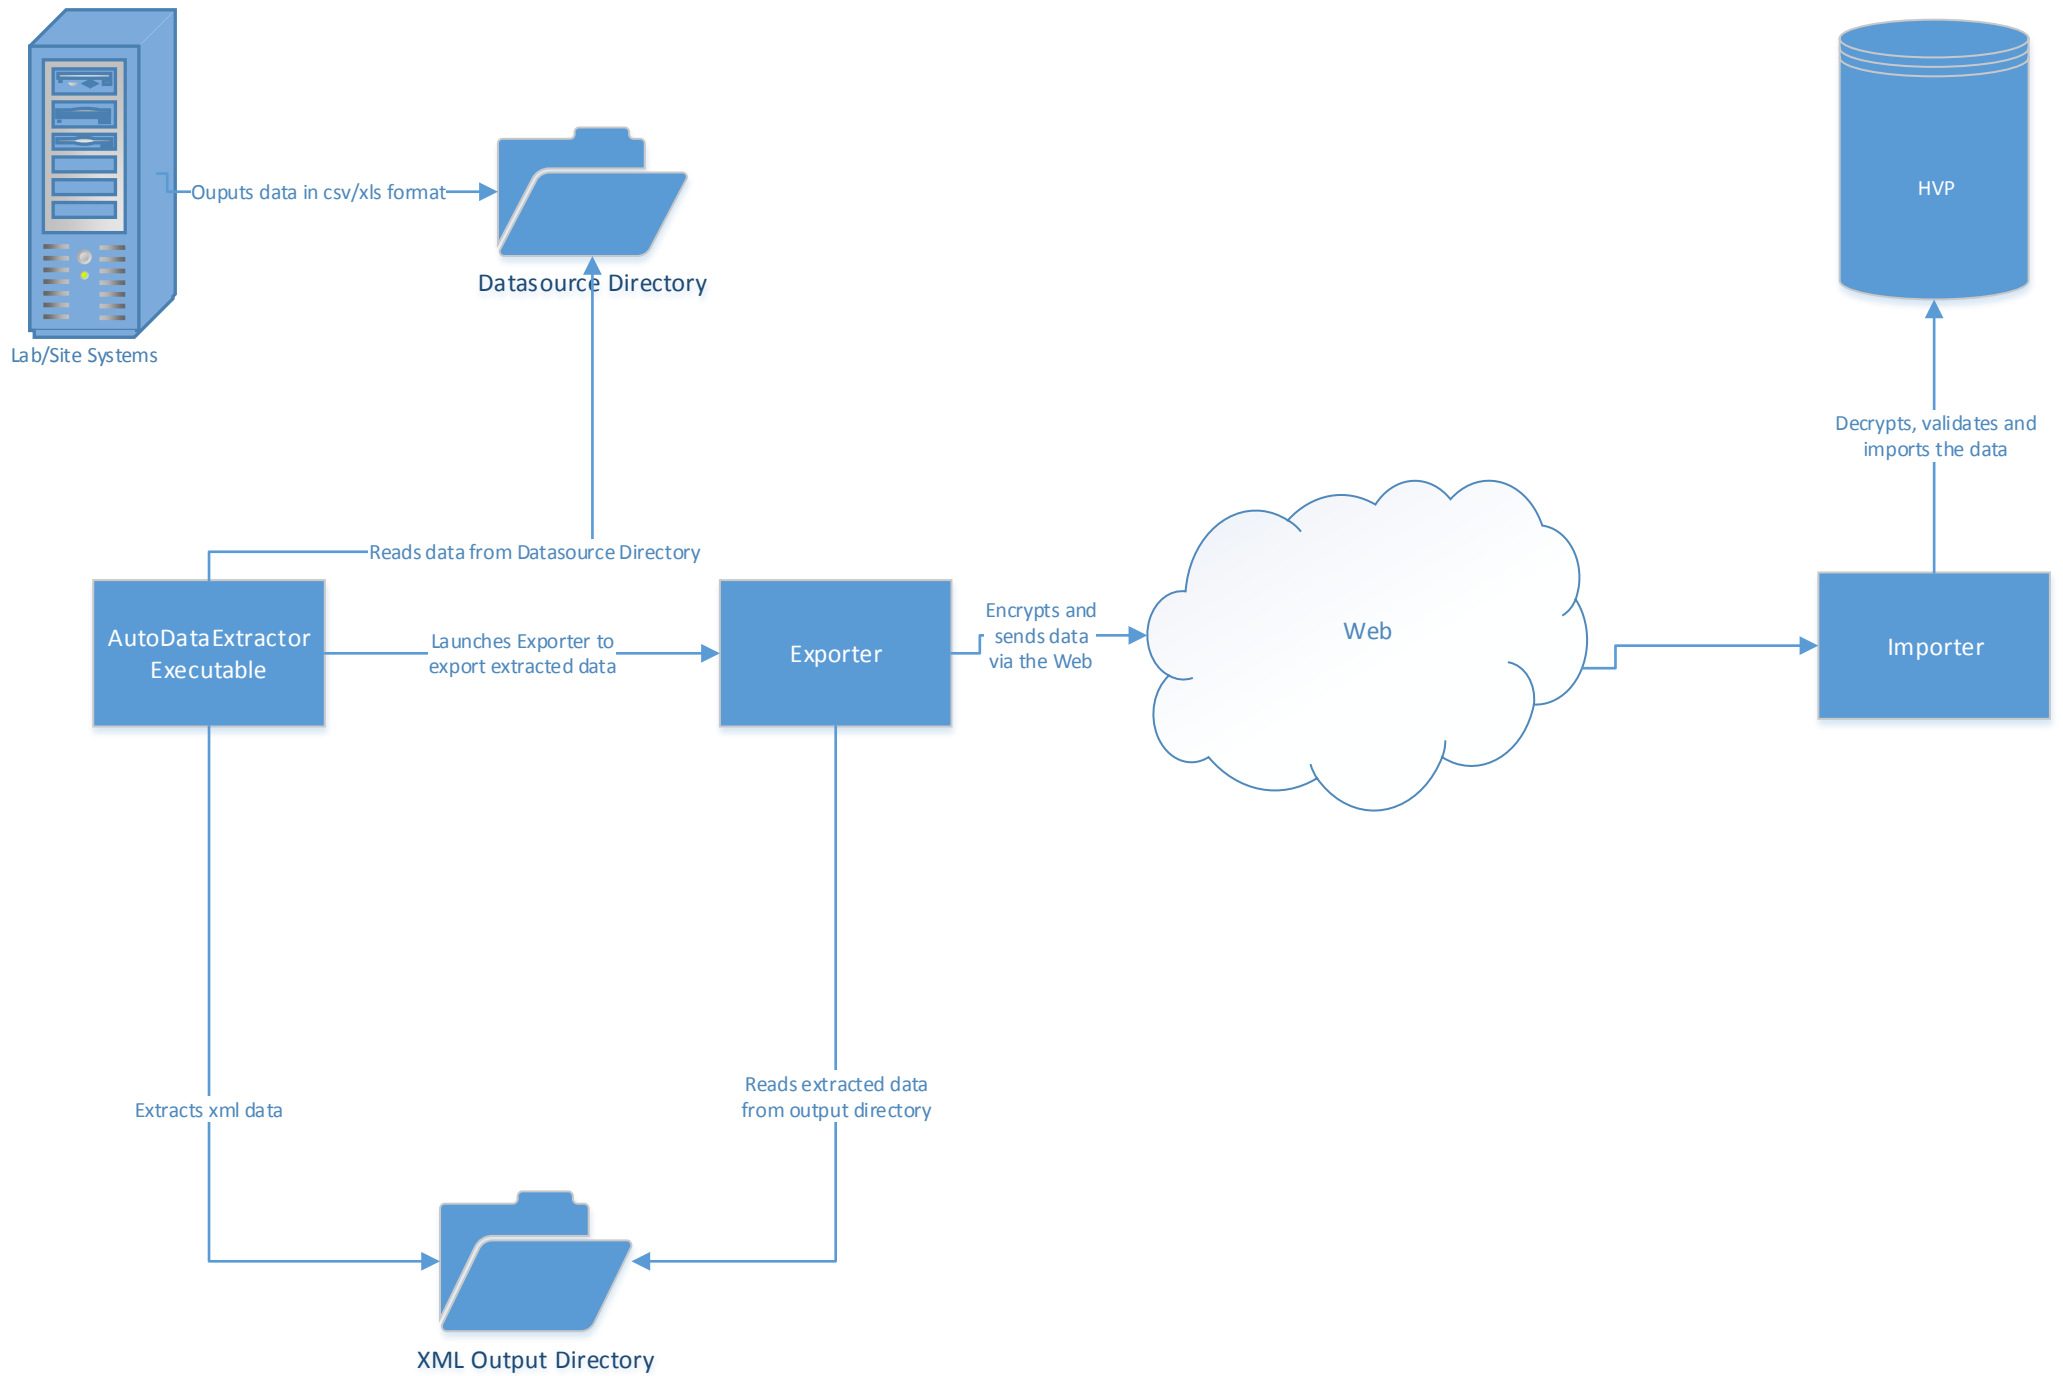 HVP
Ouputs data in csv/xls format
Datasource Directory
Lab/Site Systems
Decrypts, validates and
imports the data
Reads data from Datasource Directory
AutoDataExtractor
Executable
Launches Exporter to
export extracted data
Exporter
Encrypts and
sends data
via the Web
Web
Importer
Extracts xml data
Reads extracted data
from output directory
XML Output Directory